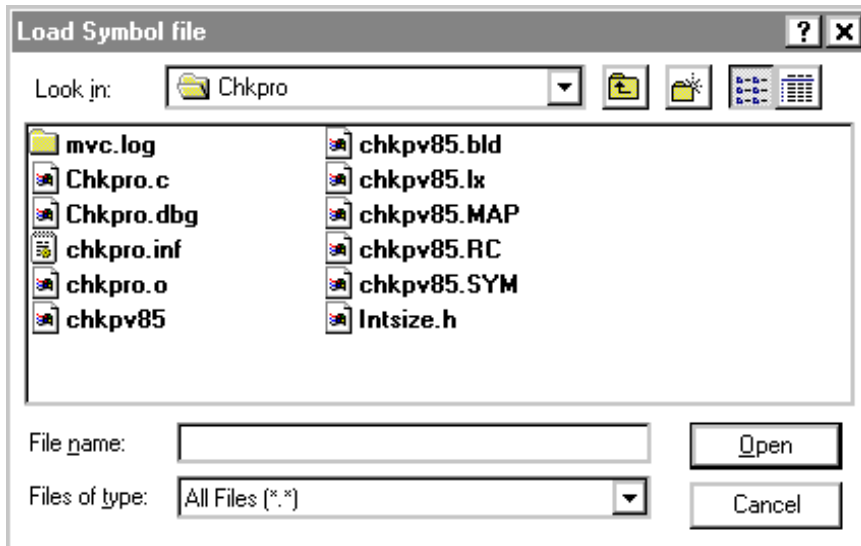 Load Symbol file
Look in: Chkpro
mvc.log
Chkpro.c
Chkpro.dbg
chkpro.inf
chkpro.o
chkpv85
chkpv85.bld
chkpv85.lx
chkpv85.MAP
chkpv85.RC
chkpv85.SYM
Intsize.h
File name:
Open
Files of type: All Files (*.*)
Cancel